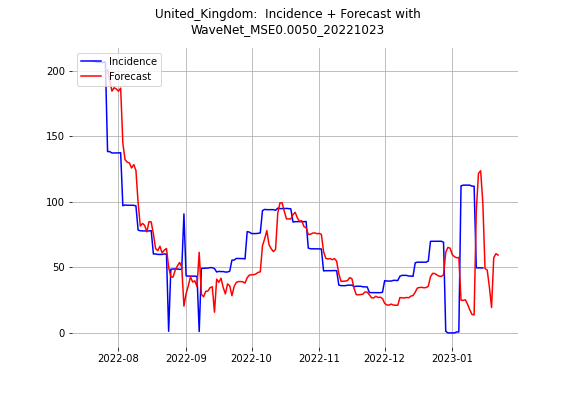 United_Kingdom:  Incidence + Forecast with
WaveNet_MSE0.0050_20221023
Incidence
Forecast
200
150
100
50
0
2022-08
2022-09
2022-10
2022-11
2022-12
2023-01